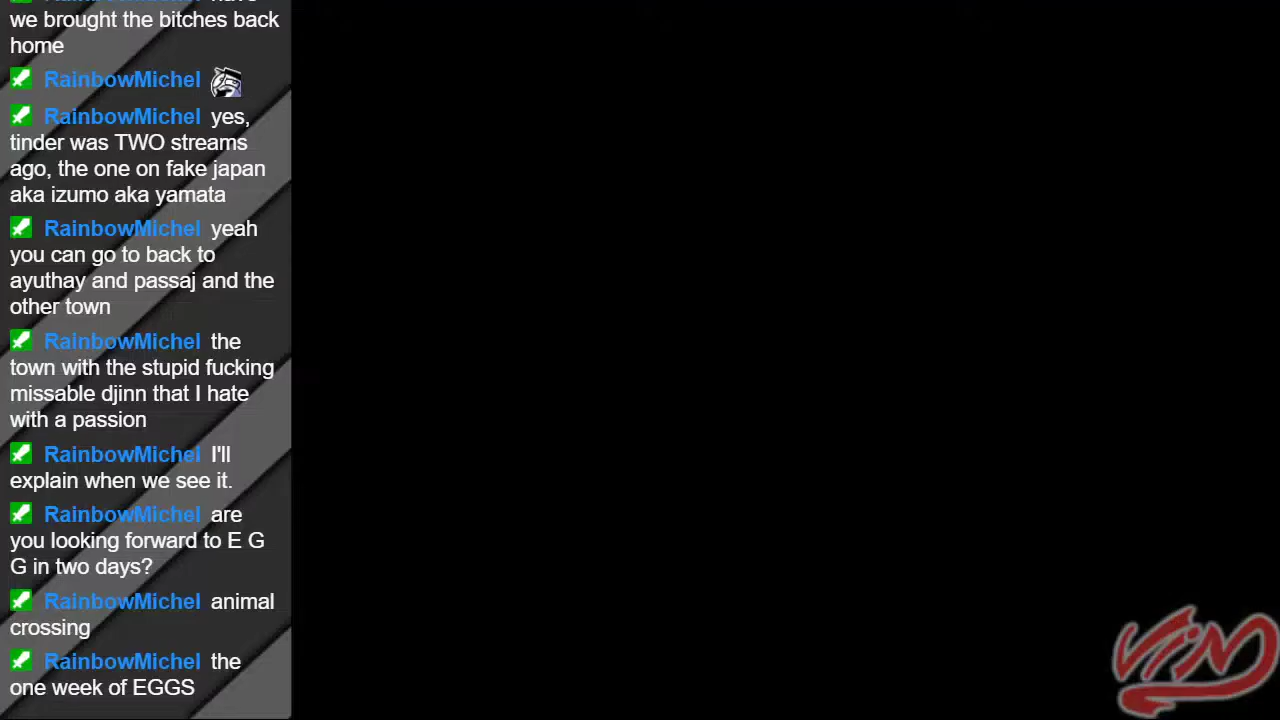 we brought the bitches back
home
RainbowMichel
RainbowMichel yes,
tinder was TWO streams
ago, the one on fake japan
aka izumo aka yamata
RainbowMichel yeah
you can go to back to
ayuthay and passaj and the
other town
RainbowMichel the
town with the stupid fucking
missable djinn that I hate
with a passion
RainbowMichel I'll
explain when we see it.
RainbowMichel are
you looking forward to E G
G in two days?
RainbowMichel animal
crossing
RainbowMichel the
one week of EGGS